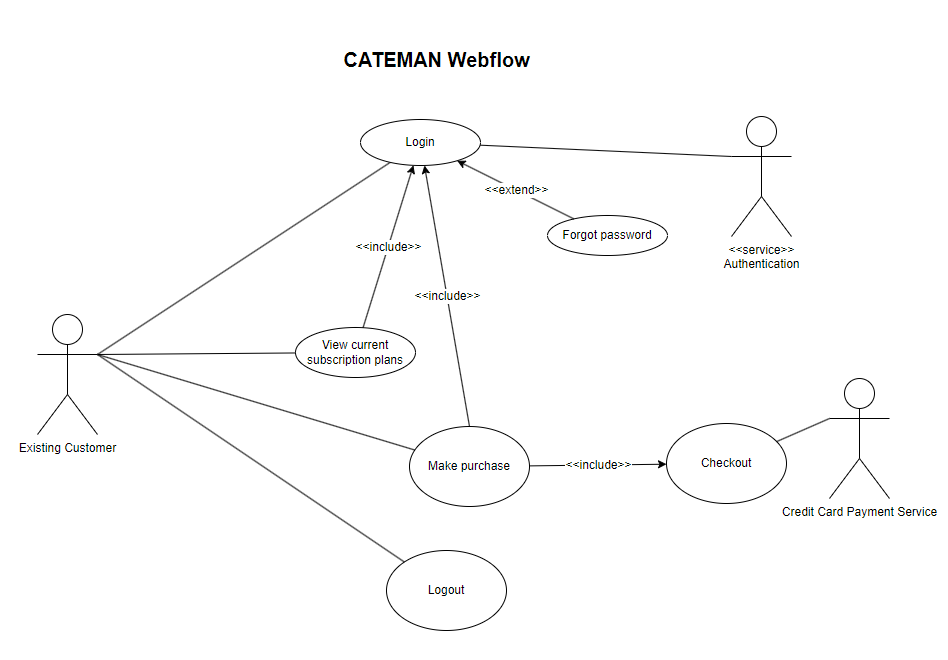 CATEMAN Webflow
Login
<<extend>>
Forgot password
<<service>>
Authentication
<<include>>
<<include>>
View current
subscription plans
Existing Customer
Make purchase
<<include>>
Checkout
Credit Card Payment Service
Logout